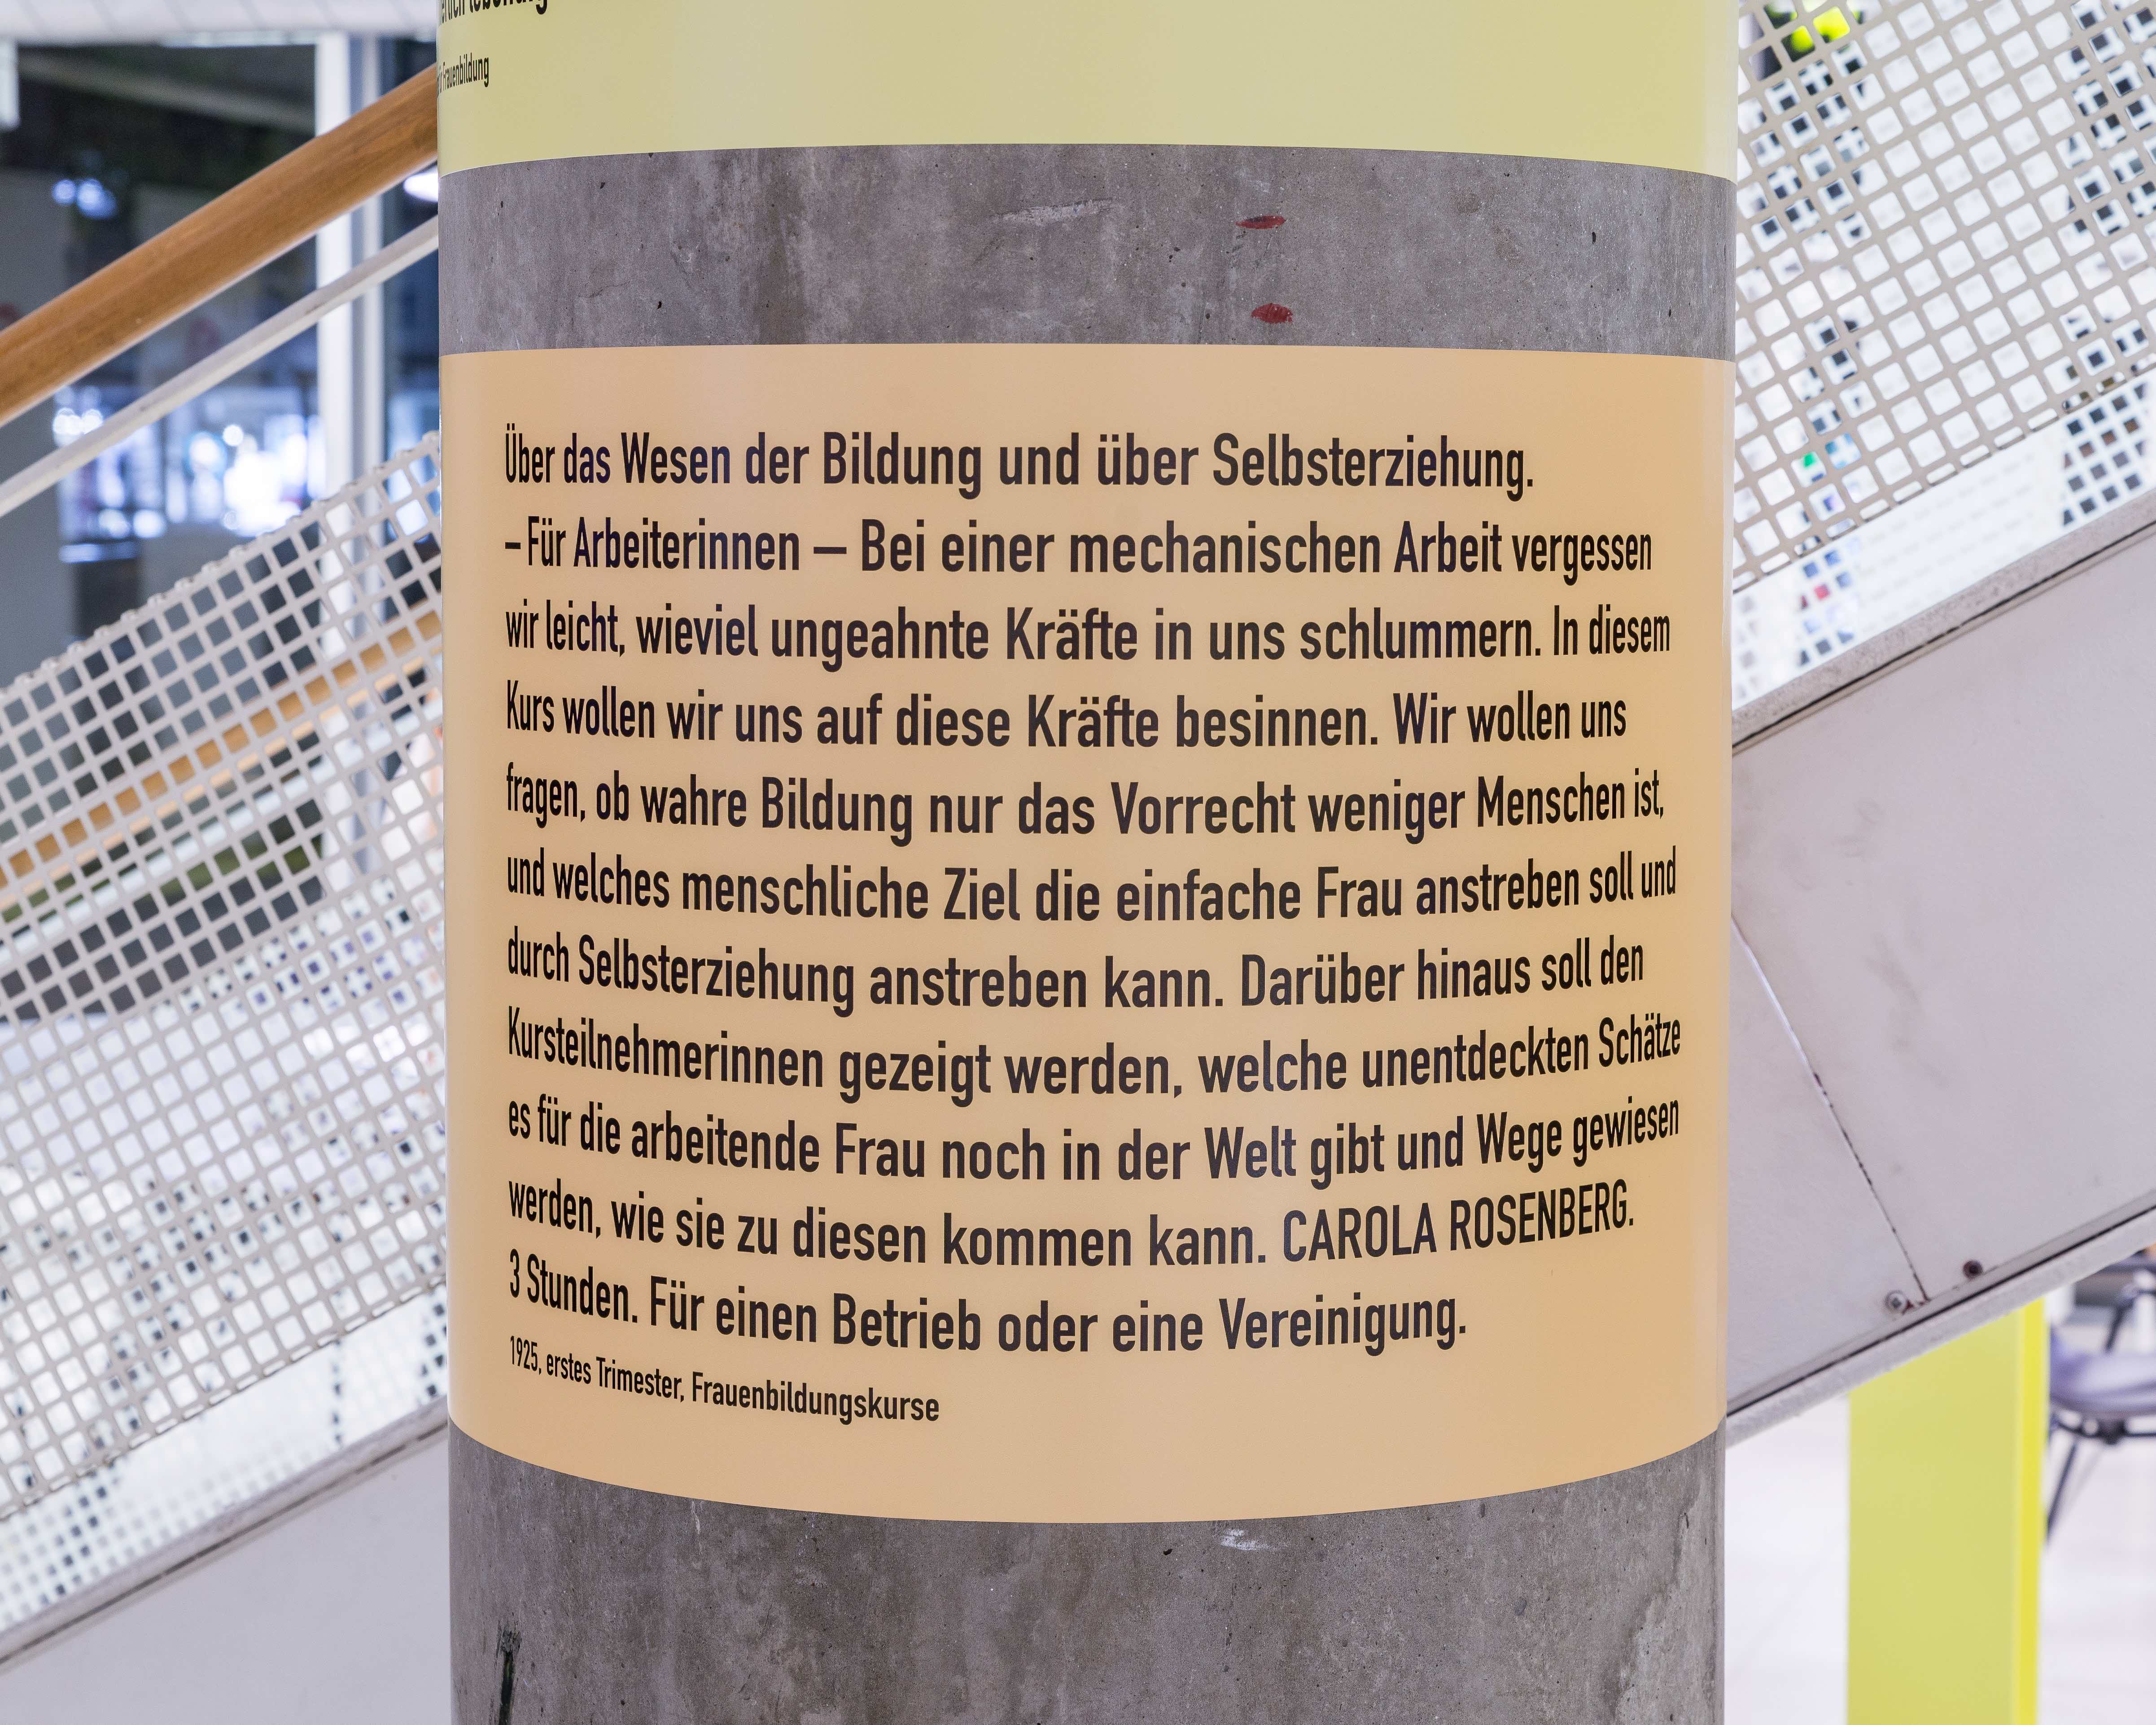 Frauenbildung
Über das Wesen der Bildung und über Selbsterziehung.
– Für Arbeiterinnen – Bei einer mechanischen Arbeit vergessen
wir leicht, wieviel ungeahnte Kräfte in uns schlummern. In diesem
Kurs wollen wir uns auf diese Kräfte besinnen. Wir wollen uns
fragen, ob wahre Bildung nur das Vorrecht weniger Menschen ist,
und welches menschliche Ziel die einfache Frau anstreben soll und
durch Selbsterziehung anstreben kann. Darüber hinaus soll den
Kursteilnehmerinnen gezeigt werden, welche unentdeckten Schätze
es für die arbeitende Frau noch in der Welt gibt und Wege gewiesen
werden, wie sie zu diesen kommen kann. CAROLA ROSENBERG.
3 Stunden. Für einen Betrieb oder eine Vereinigung.
1925, erstes Trimester, Frauenbildungskurse